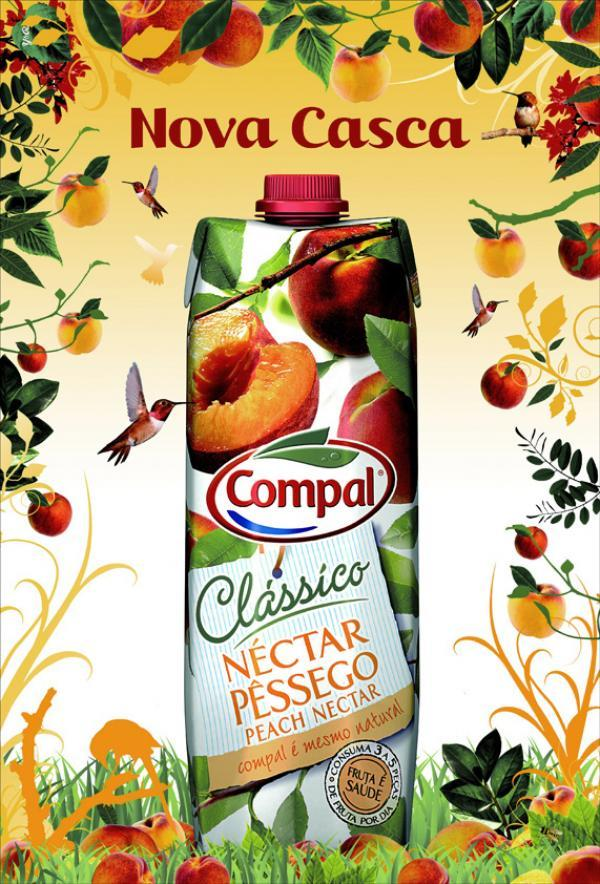 Nova Casca
Compal®
Clássico
NÉCTAR
PÊSSEGO
PEACH NECTAR
compal é mesmo natural
CONSUMA 3 A 5 PEÇAS
DE FRUTA POR DIA
FRUTA É
SAÚDE